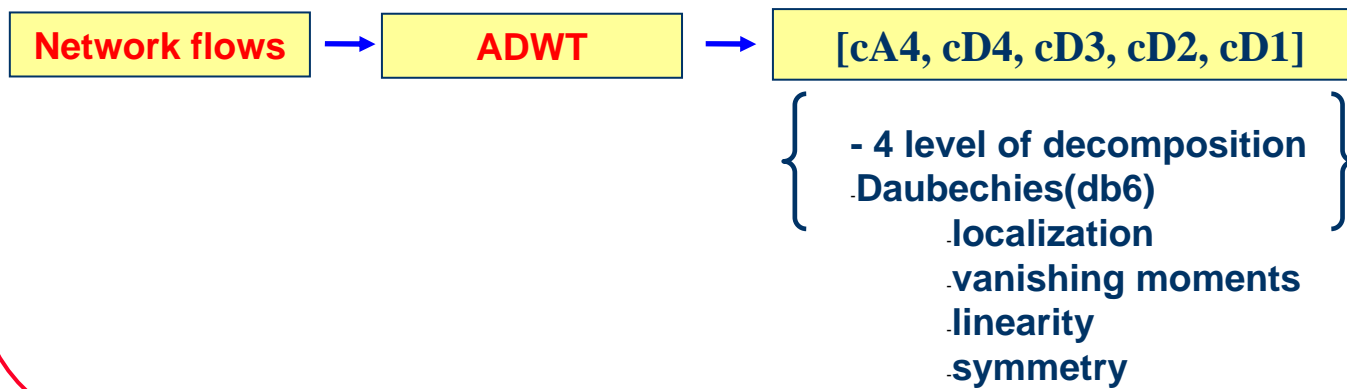 Network flows
ADWT
[cA4, cD4, cD3, cD2, cD1]
- 4 level of decomposition
-Daubechies(db6)
-localization
-vanishing moments
-linearity
-symmetry